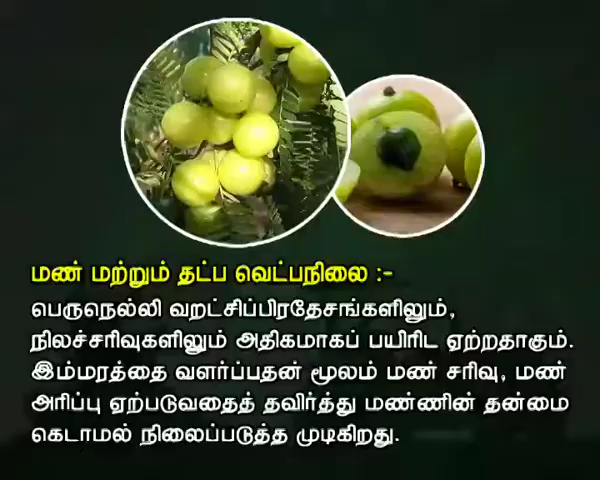 மண் மற்றும் தட்ப வெட்பநிலை :-
பெருநெல்லி வறட்சிப்பிரதேசங்களிலும்,
நிலச்சரிவுகளிலும் அதிகமாகப் பயிரிட ஏற்றதாகும்.
இம்மரத்தை வளர்ப்பதன் மூலம் மண் சரிவு, மண்
அரிப்பு ஏற்படுவதைத் தவிர்த்து மண்ணின் தன்மை
கெடாமல் நிலைப்படுத்த முடிகிறது.